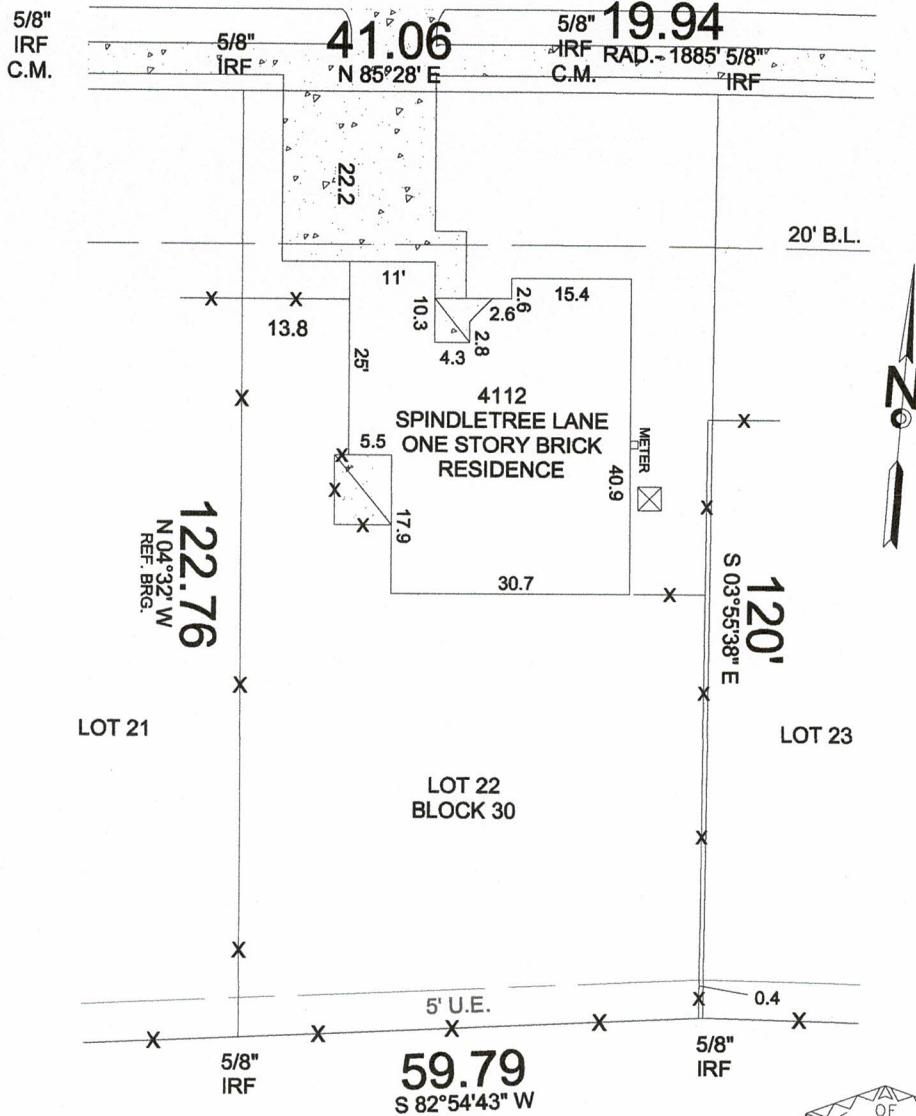 5/8"
IRF
C.M.
5/8"
IRF
41.06
N 85°28' E
5/8"
IRF
C.M.
19.94
RAD.- 1885'
5/8"
IRF
22.2
20' B.L.
11'
15.4
2.6
2.6
10.3
2.8
4.3
13.8
25'
4112
SPINDLETREE LANE
ONE STORY BRICK
RESIDENCE
METER
N
5.5
40.9
17.9
30.7
122.76
N 04°32' W
REF. BRG.
120'
S 03°55'38" E
LOT 21
LOT 23
LOT 22
BLOCK 30
5' U.E.
0.4
5/8"
IRF
59.79
S 82°54'43" W
5/8"
IRF
OF